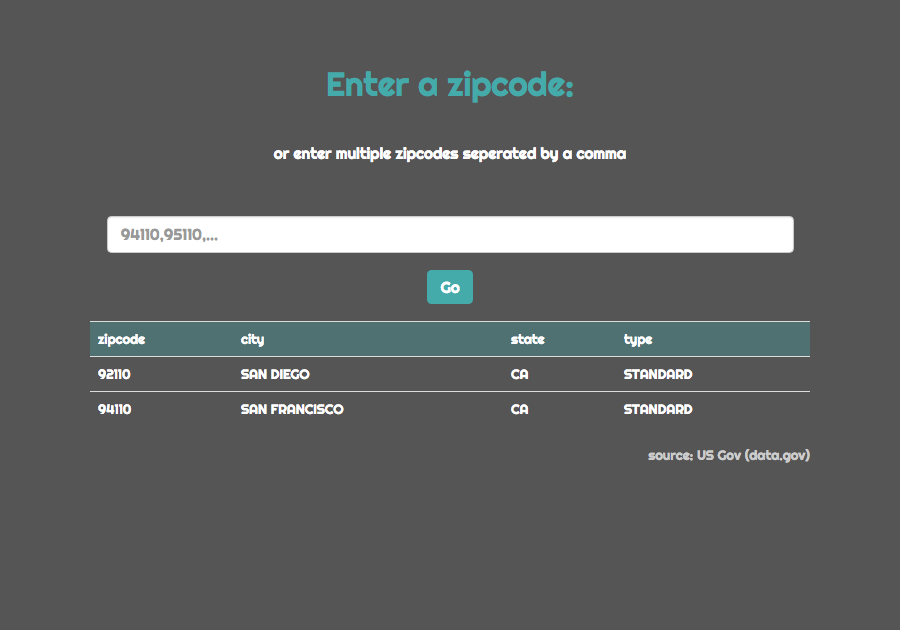 Enter a zipcode:
or enter multiple zipcodes seperated by a comma
94110,95110,...
Go
zipcode city state type
92110 SAN DIEGO CA STANDARD
94110 SAN FRANCISCO CA STANDARD
source: US Gov (data.gov)